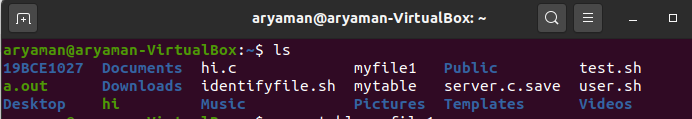 aryaman@aryaman-VirtualBox: ~
aryaman@aryaman-VirtualBox:~$ ls
19BCE1027 Documents hi.c myfile1 Public test.sh
a.out Downloads identifyfile.sh mytable server.c.save user.sh
Desktop hi Music Pictures Templates Videos